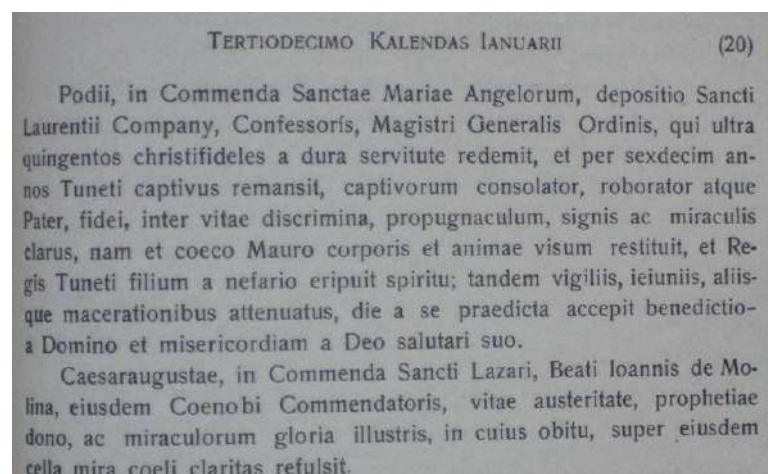 TERTIODECIMO KALENDAS IANUARII (20)
Podii, in Commenda Sanctae Mariae Angelorum, depositio Sancti
Laurentii Company, Confessoris, Magistri Generalis Ordinis, qui ultra
quingentos christifideles a dura servitute redemit, et per sexdecim an-
nos Tuneti captivus remansit, captivorum consolator, roborator atque
Pater, fidei, inter vitae discrimina, propugnaculum, signis ac miraculis
clarus, nam et coeco Mauro corporis et animae visum restituit, et Re-
gis Tuneti filium a nefario eripuit spiritu; tandem vigiliis, ieiuniis, aliis-
que macerationibus attenuatus, die a se praedicta accepit benedictio-
a Domino et misericordiam a Deo salutari suo.
Caesaraugustae, in Commenda Sancti Lazari, Beati Ioannis de Mo-
lina, eiusdem Coenobi Commendatoris, vitae austeritate, prophetiae
dono, ac miraculorum gloria illustris, in cuius obitu, super eiusdem
cella mira coeli claritas refulsit.